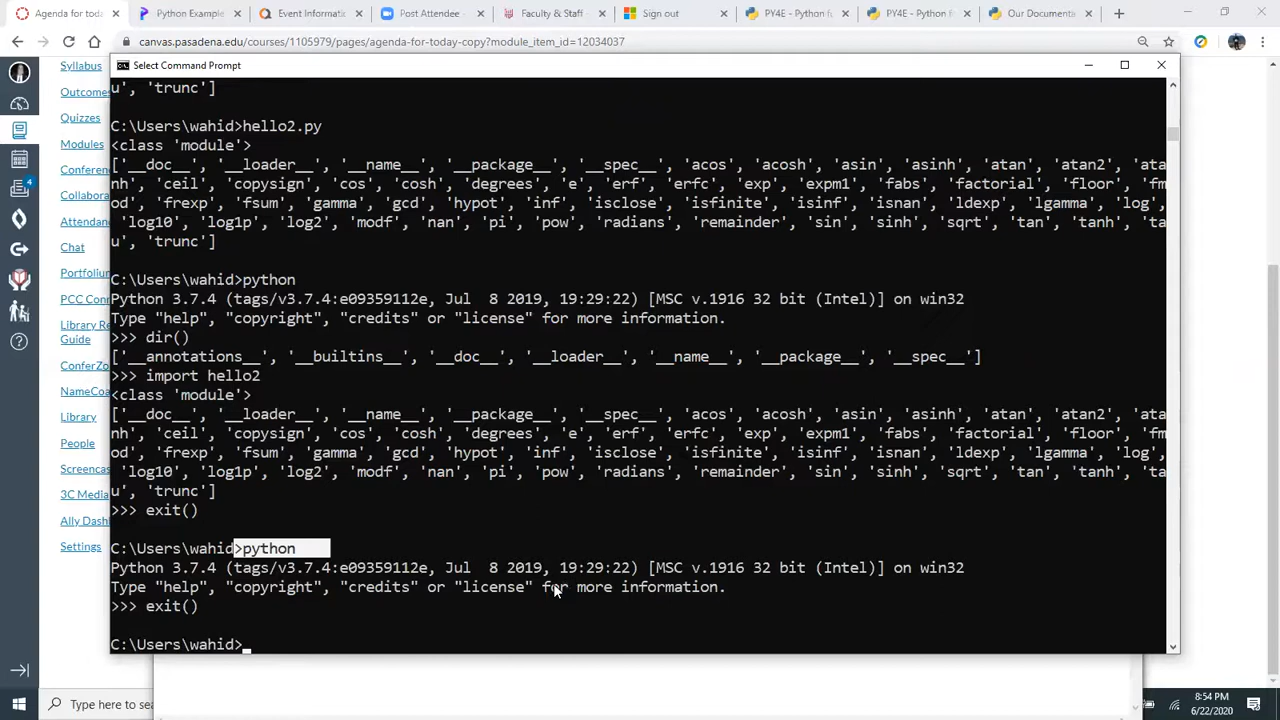 Agenda for today
Python Example
Event Informatio
Post Attendee -
Faculty & Staff -
Sign out
PY4E - Python fo
PY4E - Python fo
Our Documents
canvas.pasadena.edu/courses/1105979/pages/agenda-for-today-copy?module_item_id=12034037
Select Command Prompt
Syllabus
Outcome
Quizzes
Modules
Conferenc
Collabora
Attendanc
Chat
Portfolium
PCC Conn
Library Re
Guide
ConferZo
NameCoa
Library
People
Screencas
3C Media
Ally Dash
Settings
4
u', 'trunc']
C:\Users\wahid>hello2.py
<class 'module'>
['__doc__', '__loader__', '__name__', '__package__', '__spec__', 'acos', 'acosh', 'asin', 'asinh', 'atan', 'atan2', 'ata
nh', 'ceil', 'copysign', 'cos', 'cosh', 'degrees', 'e', 'erf', 'erfc', 'exp', 'expm1', 'fabs', 'factorial', 'floor', 'fm
od', 'frexp', 'fsum', 'gamma', 'gcd', 'hypot', 'inf', 'isclose', 'isfinite', 'isinf', 'isnan', 'ldexp', 'lgamma', 'log',
'log10', 'log1p', 'log2', 'modf', 'nan', 'pi', 'pow', 'radians', 'remainder', 'sin', 'sinh', 'sqrt', 'tan', 'tanh', 'ta
u', 'trunc']
C:\Users\wahid>python
Python 3.7.4 (tags/v3.7.4:e09359112e, Jul  8 2019, 19:29:22) [MSC v.1916 32 bit (Intel)] on win32
Type "help", "copyright", "credits" or "license" for more information.
>>> dir()
['__annotations__', '__builtins__', '__doc__', '__loader__', '__name__', '__package__', '__spec__']
>>> import hello2
<class 'module'>
['__doc__', '__loader__', '__name__', '__package__', '__spec__', 'acos', 'acosh', 'asin', 'asinh', 'atan', 'atan2', 'ata
nh', 'ceil', 'copysign', 'cos', 'cosh', 'degrees', 'e', 'erf', 'erfc', 'exp', 'expm1', 'fabs', 'factorial', 'floor', 'fm
od', 'frexp', 'fsum', 'gamma', 'gcd', 'hypot', 'inf', 'isclose', 'isfinite', 'isinf', 'isnan', 'ldexp', 'lgamma', 'log',
'log10', 'log1p', 'log2', 'modf', 'nan', 'pi', 'pow', 'radians', 'remainder', 'sin', 'sinh', 'sqrt', 'tan', 'tanh', 'ta
u', 'trunc']
>>> exit()
C:\Users\wahid>python
Python 3.7.4 (tags/v3.7.4:e09359112e, Jul  8 2019, 19:29:22) [MSC v.1916 32 bit (Intel)] on win32
Type "help", "copyright", "credits" or "license" for more information.
>>> exit()
C:\Users\wahid>
Type here to sea
8:54 PM
6/22/2020